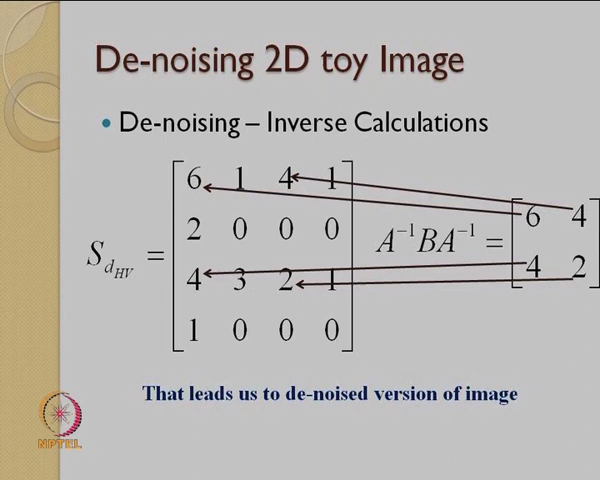 De-noising 2D toy Image
De-noising – Inverse Calculations
6 1 4 1
2 0 0 0
S_{d_{HV}} =
4 3 2 1
1 0 0 0
A^{-1}BA^{-1} =
6 4
4 2
That leads us to de-noised version of image
NPTEL